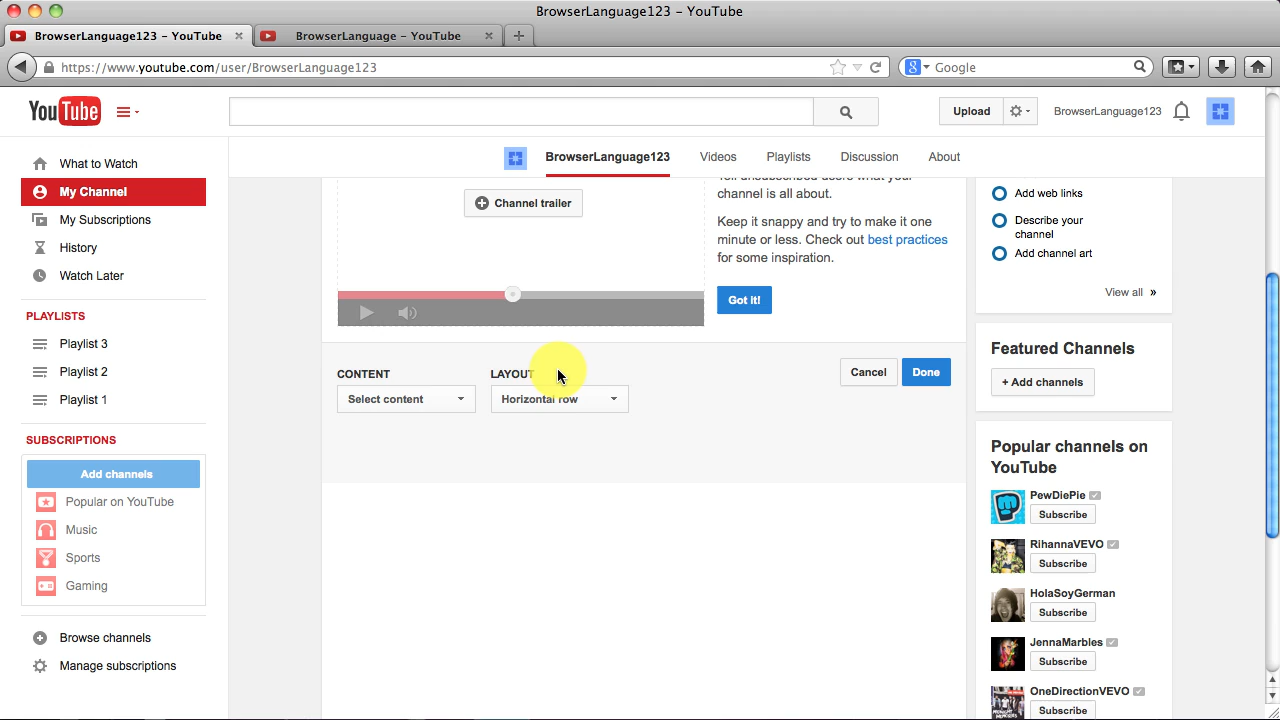 BrowserLanguage123 – YouTube
BrowserLanguage123 – YouTube
BrowserLanguage – YouTube
https://www.youtube.com/user/BrowserLanguage123
Google
YouTube
Upload
BrowserLanguage123
BrowserLanguage123
Videos
Playlists
Discussion
About
What to Watch
My Channel
My Subscriptions
History
Watch Later
PLAYLISTS
Playlist 3
Playlist 2
Playlist 1
SUBSCRIPTIONS
Add channels
Popular on YouTube
Music
Sports
Gaming
Browse channels
Manage subscriptions
Channel trailer
Tell unsubscribed users what your
channel is all about.
Keep it snappy and try to make it one
minute or less. Check out best practices
for some inspiration.
Got it!
CONTENT
Select content
LAYOUT
Horizontal row
Cancel
Done
Add web links
Describe your
channel
Add channel art
View all »
Featured Channels
+ Add channels
Popular channels on
YouTube
PewDiePie
Subscribe
RihannaVEVO
Subscribe
HolaSoyGerman
Subscribe
JennaMarbles
Subscribe
OneDirectionVEVO
Subscribe